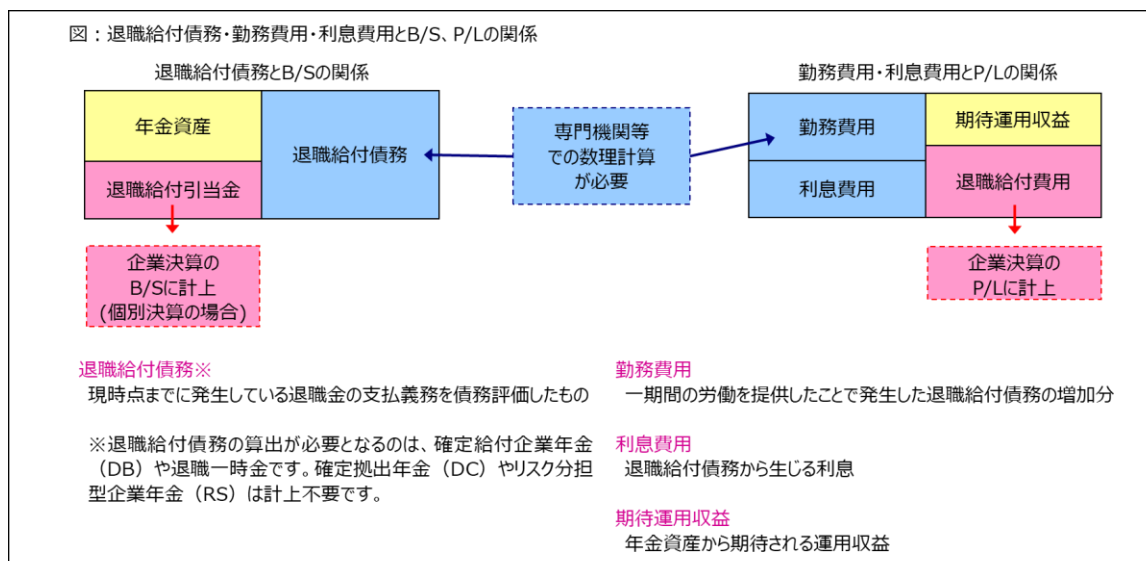 図：退職給付債務・勤務費用・利息費用とB/S、P/Lの関係
退職給付債務とB/Sの関係
年金資産
退職給付債務
退職給付引当金
企業決算の
B/Sに計上
(個別決算の場合)
専門機関等
での数理計算
が必要
勤務費用・利息費用とP/Lの関係
勤務費用
期待運用収益
利息費用
退職給付費用
企業決算の
P/Lに計上
退職給付債務※
現時点までに発生している退職金の支払義務を債務評価したもの
※退職給付債務の算出が必要となるのは、確定給付企業年金
（DB）や退職一時金です。確定拠出年金（DC）やリスク分担
型企業年金（RS）は計上不要です。
勤務費用
一期間の労働を提供したことで発生した退職給付債務の増加分
利息費用
退職給付債務から生じる利息
期待運用収益
年金資産から期待される運用収益